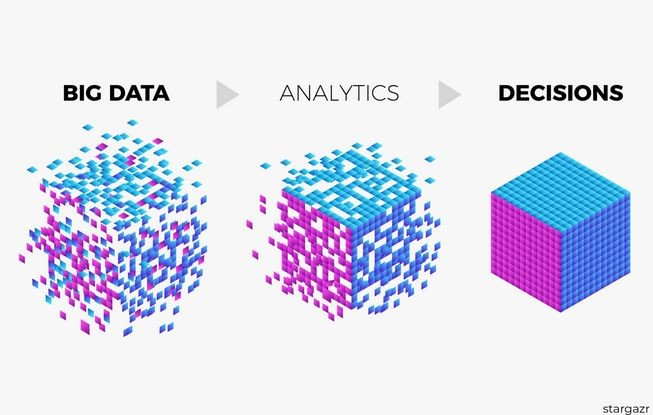 BIG DATA
ANALYTICS
DECISIONS
stargazr